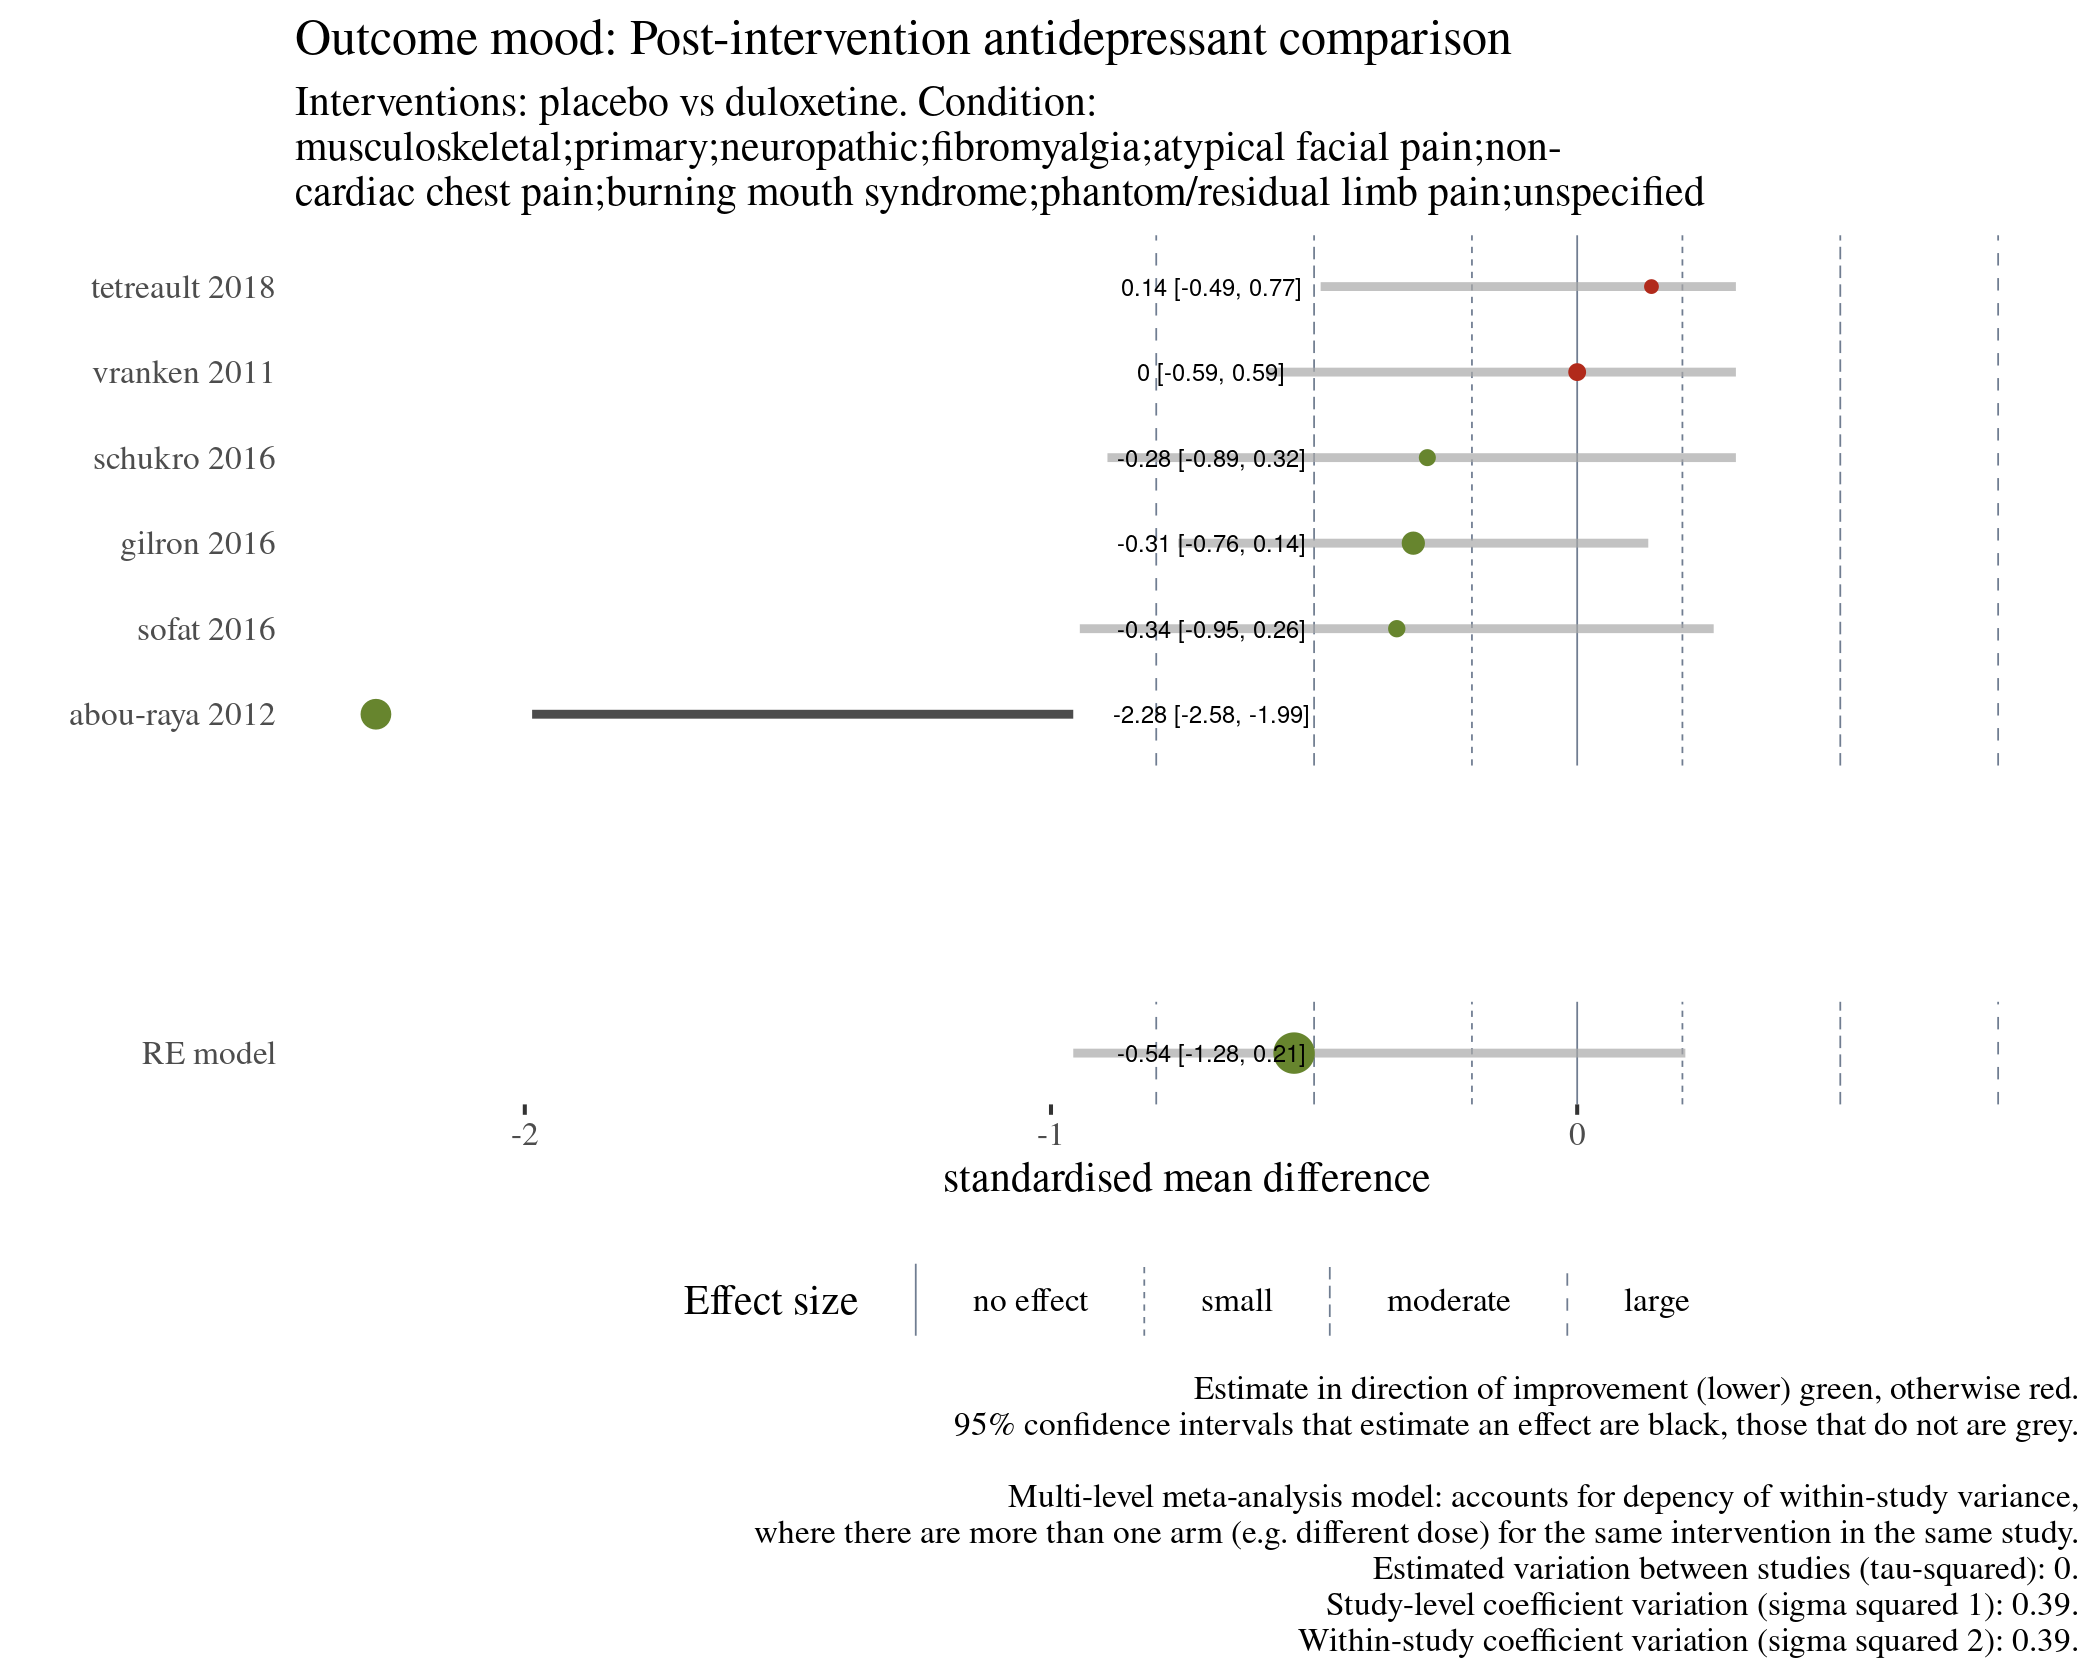 Outcome mood: Post-intervention antidepressant comparison
Interventions: placebo vs duloxetine. Condition:
musculoskeletal;primary;neuropathic;fibromyalgia;atypical facial pain;non-
cardiac chest pain;burning mouth syndrome;phantom/residual limb pain;unspecified
tetreault 2018 0.14 [-0.49, 0.77]
vranken 2011 0 [-0.59, 0.59]
schukro 2016 -0.28 [-0.89, 0.32]
gilron 2016 -0.31 [-0.76, 0.14]
sofat 2016 -0.34 [-0.95, 0.26]
abou-raya 2012 -2.28 [-2.58, -1.99]
RE model -0.54 [-1.28, 0.21]
-2 -1 0
standardised mean difference
Effect size no effect small moderate large
Estimate in direction of improvement (lower) green, otherwise red.
95% confidence intervals that estimate an effect are black, those that do not are grey.
Multi-level meta-analysis model: accounts for depency of within-study variance,
where there are more than one arm (e.g. different dose) for the same intervention in the same study.
Estimated variation between studies (tau-squared): 0.
Study-level coefficient variation (sigma squared 1): 0.39.
Within-study coefficient variation (sigma squared 2): 0.39.